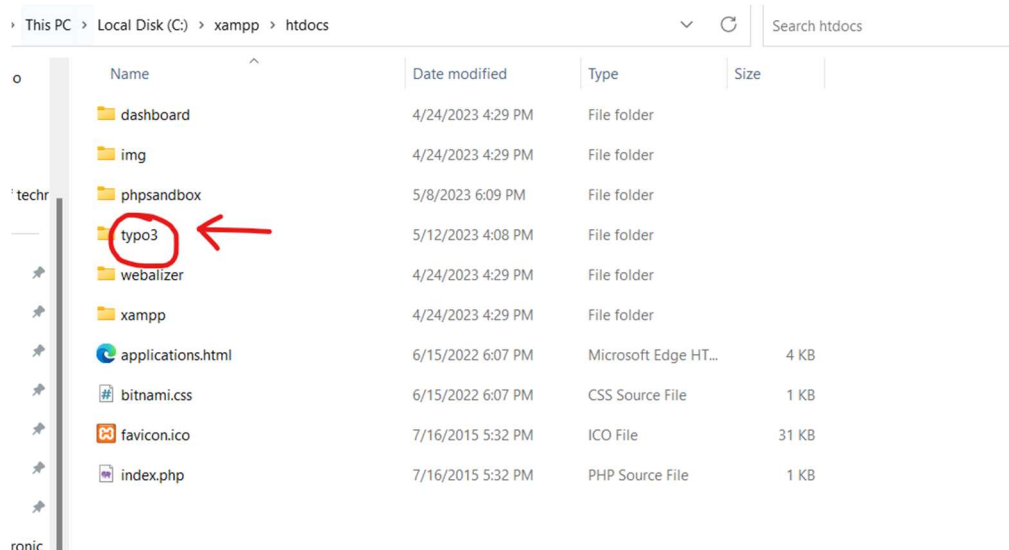 This PC > Local Disk (C:) > xampp > htdocs Search htdocs
o Name Date modified Type Size
dashboard 4/24/2023 4:29 PM File folder
img 4/24/2023 4:29 PM File folder
techr phpsandbox 5/8/2023 6:09 PM File folder
typo3 5/12/2023 4:08 PM File folder
webalizer 4/24/2023 4:29 PM File folder
xampp 4/24/2023 4:29 PM File folder
applications.html 6/15/2022 6:07 PM Microsoft Edge HT... 4 KB
bitnami.css 6/15/2022 6:07 PM CSS Source File 1 KB
favicon.ico 7/16/2015 5:32 PM ICO File 31 KB
index.php 7/16/2015 5:32 PM PHP Source File 1 KB
ronic